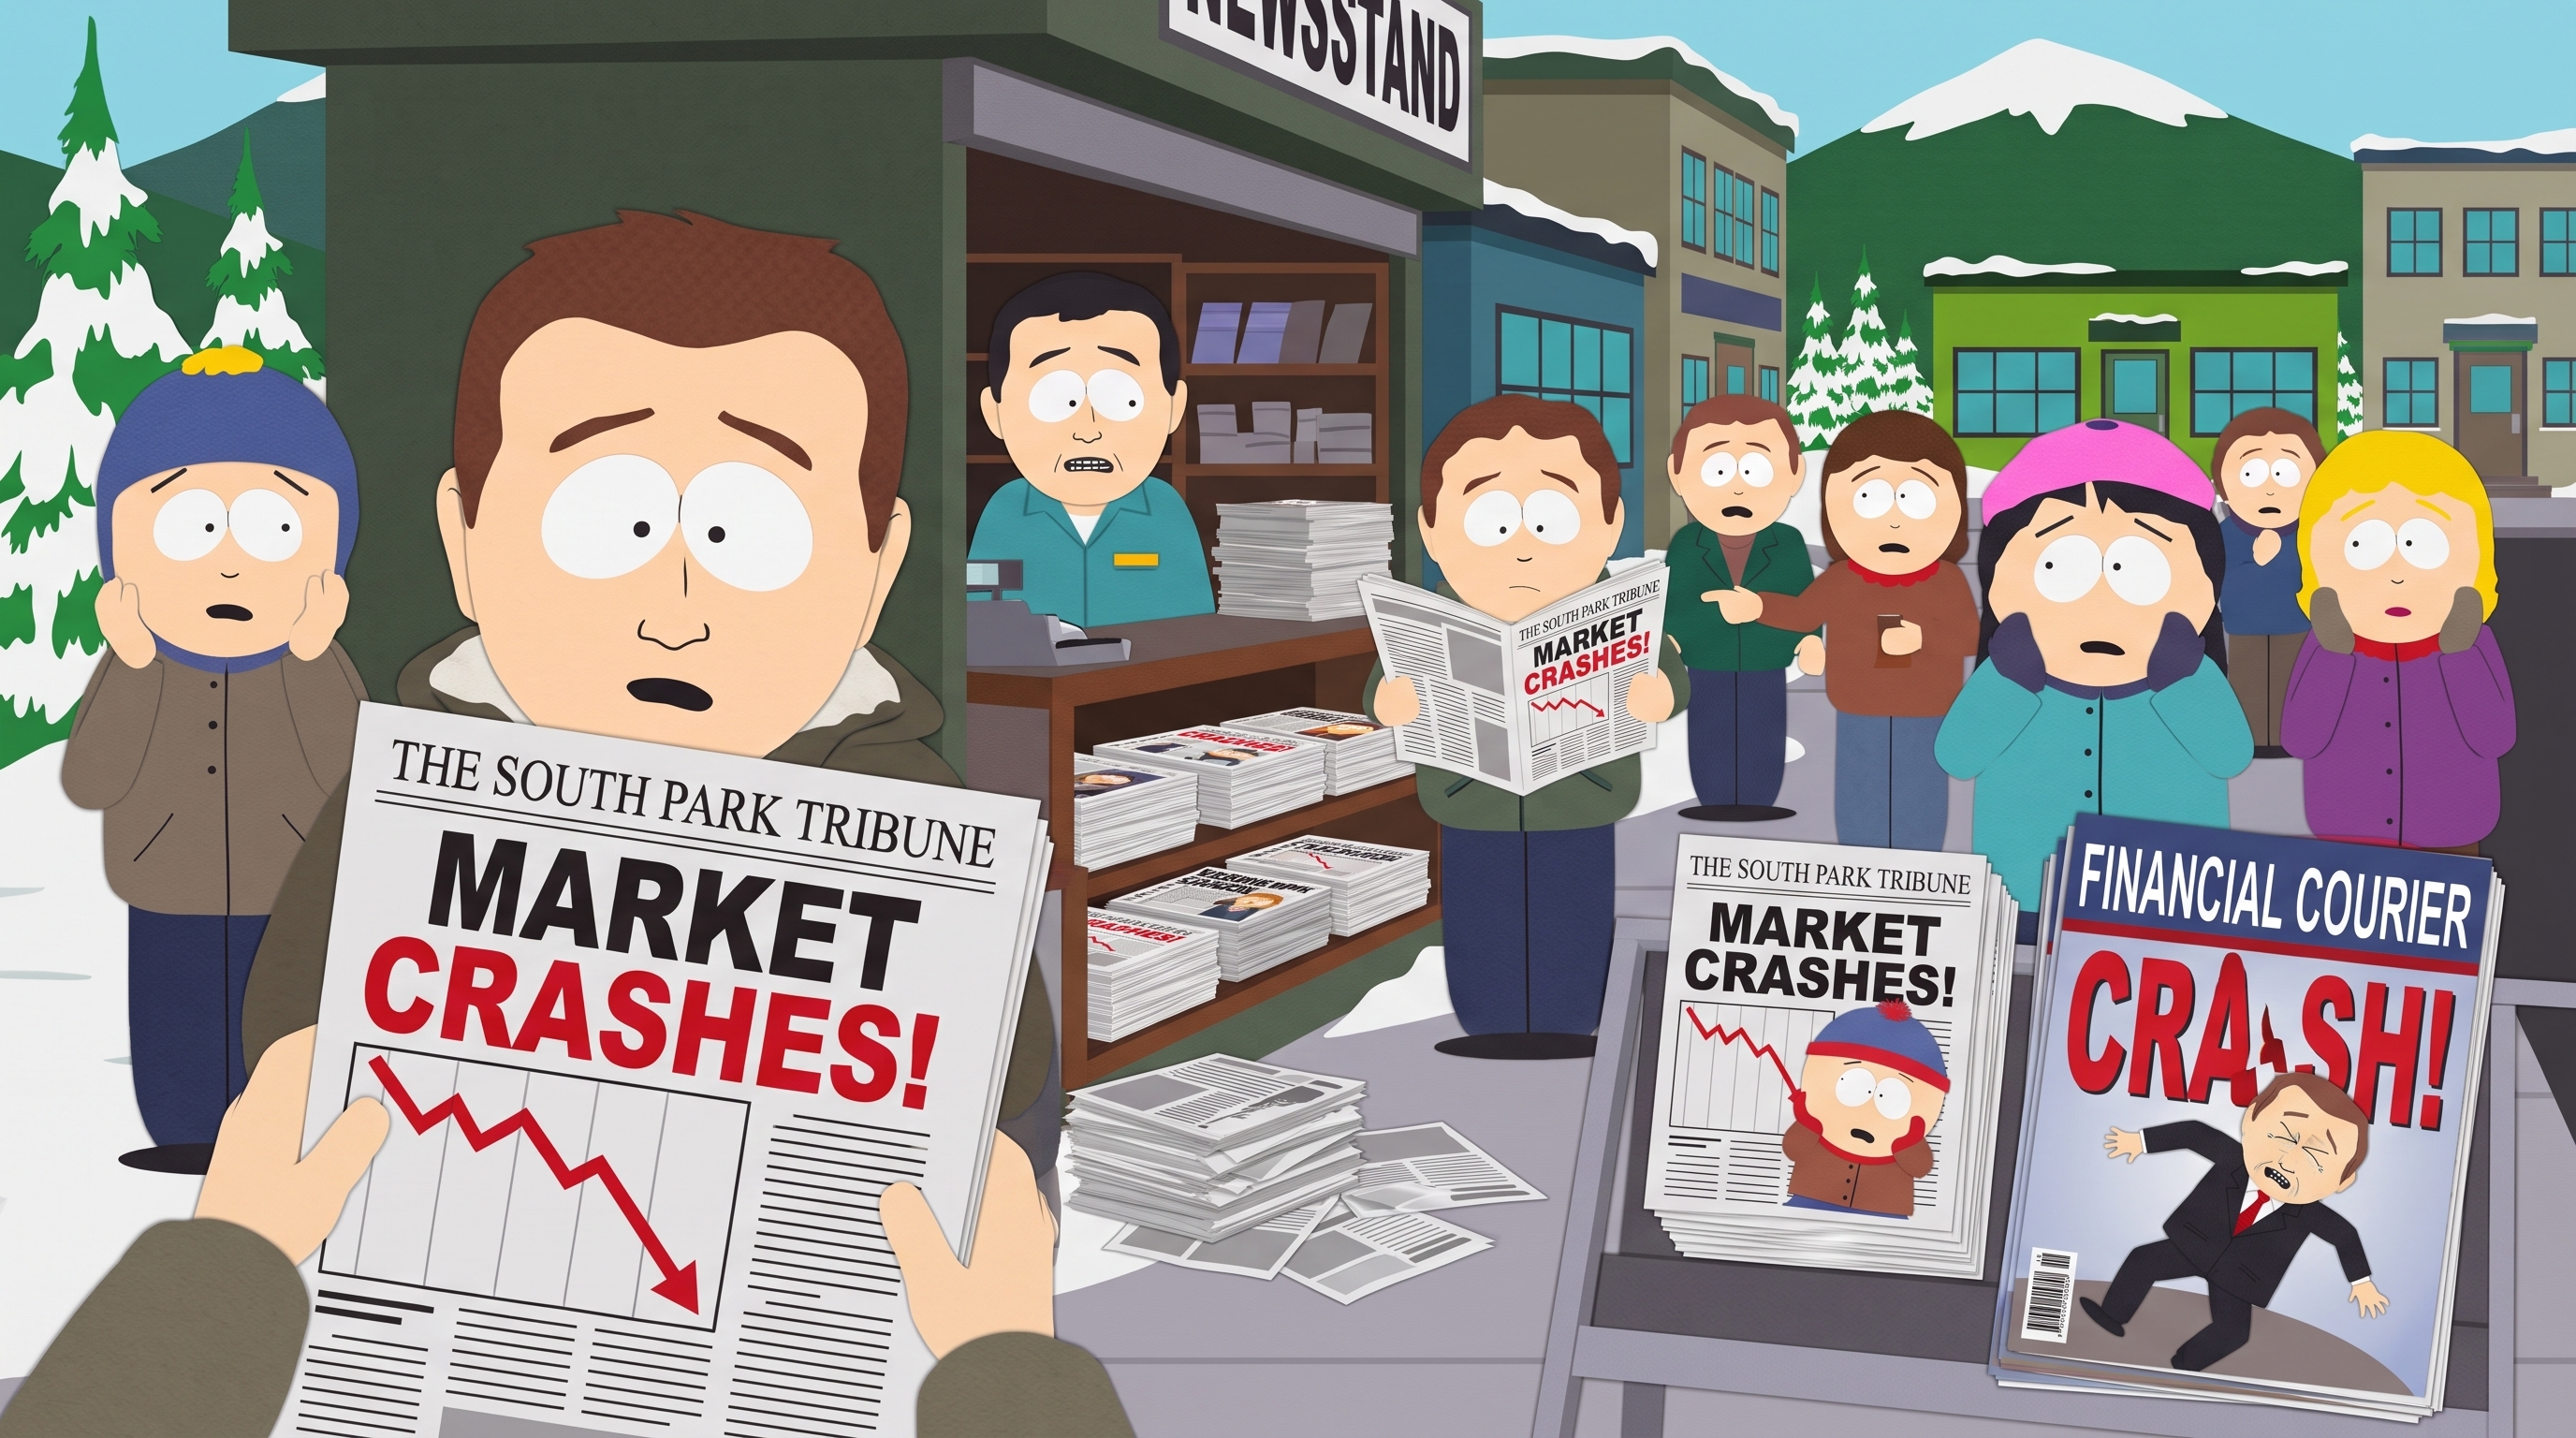 NEWSSTAND
THE SOUTH PARK TRIBUNE
MARKET
CRASHES!
THE SOUTH PARK TRIBUNE
MARKET
CRASHES!
THE SOUTH PARK TRIBUNE
MARKET
CRASHES!
FINANCIAL COURIER
CRASH!